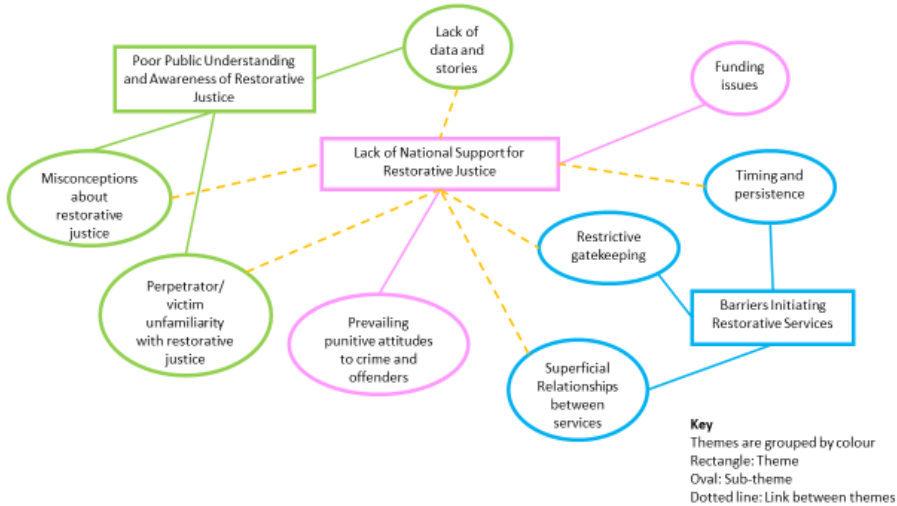 Lack of
data and
stories
Poor Public Understanding
and Awareness of Restorative
Justice
Funding
issues
Lack of National Support for
Restorative Justice
Misconceptions
about
restorative
justice
Timing and
persistence
Restrictive
gatekeeping
Perpetrator/
victim
unfamiliarity
with restorative
justice
Prevailing
punitive attitudes
to crime and
offenders
Barriers Initiating
Restorative Services
Superficial
Relationships
between
services
Key
Themes are grouped by colour
Rectangle: Theme
Oval: Sub-theme
Dotted line: Link between themes